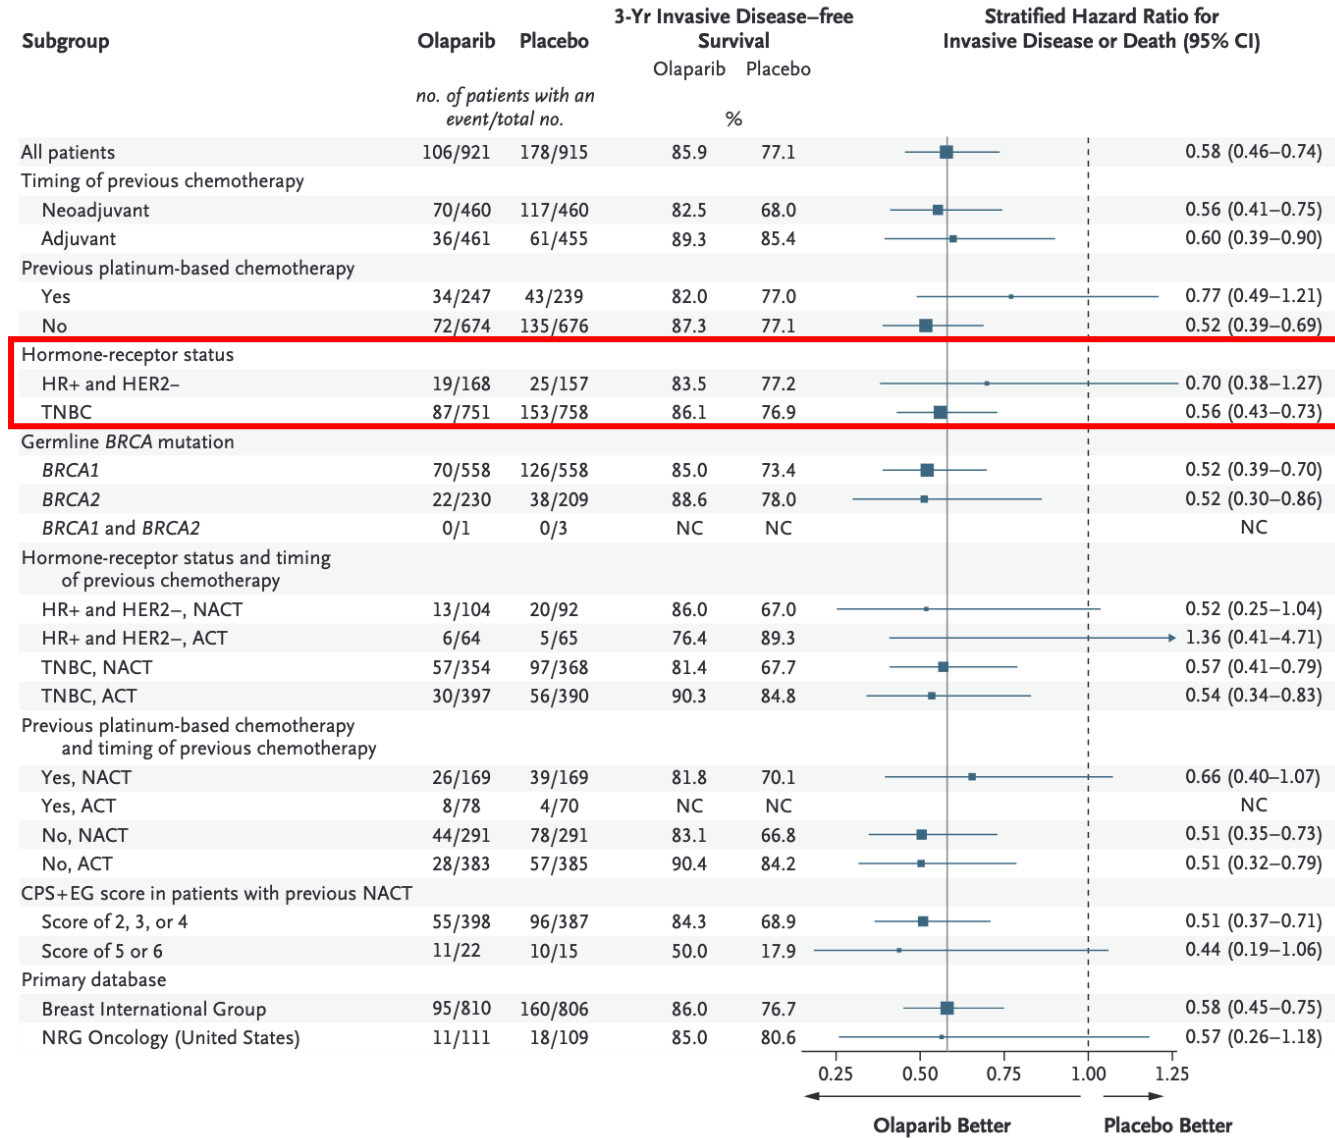 Subgroup Olaparib Placebo 3-Yr Invasive Disease–free Survival Stratified Hazard Ratio for Invasive Disease or Death (95% CI)
Olaparib Placebo
no. of patients with an event/total no. %
All patients 106/921 178/915 85.9 77.1 0.58 (0.46–0.74)
Timing of previous chemotherapy
Neoadjuvant 70/460 117/460 82.5 68.0 0.56 (0.41–0.75)
Adjuvant 36/461 61/455 89.3 85.4 0.60 (0.39–0.90)
Previous platinum-based chemotherapy
Yes 34/247 43/239 82.0 77.0 0.77 (0.49–1.21)
No 72/674 135/676 87.3 77.1 0.52 (0.39–0.69)
Hormone-receptor status
HR+ and HER2– 19/168 25/157 83.5 77.2 0.70 (0.38–1.27)
TNBC 87/751 153/758 86.1 76.9 0.56 (0.43–0.73)
Germline BRCA mutation
BRCA1 70/558 126/558 85.0 73.4 0.52 (0.39–0.70)
BRCA2 22/230 38/209 88.6 78.0 0.52 (0.30–0.86)
BRCA1 and BRCA2 0/1 0/3 NC NC NC
Hormone-receptor status and timing
of previous chemotherapy
HR+ and HER2–, NACT 13/104 20/92 86.0 67.0 0.52 (0.25–1.04)
HR+ and HER2–, ACT 6/64 5/65 76.4 89.3 1.36 (0.41–4.71)
TNBC, NACT 57/354 97/368 81.4 67.7 0.57 (0.41–0.79)
TNBC, ACT 30/397 56/390 90.3 84.8 0.54 (0.34–0.83)
Previous platinum-based chemotherapy
and timing of previous chemotherapy
Yes, NACT 26/169 39/169 81.8 70.1 0.66 (0.40–1.07)
Yes, ACT 8/78 4/70 NC NC NC
No, NACT 44/291 78/291 83.1 66.8 0.51 (0.35–0.73)
No, ACT 28/383 57/385 90.4 84.2 0.51 (0.32–0.79)
CPS+EG score in patients with previous NACT
Score of 2, 3, or 4 55/398 96/387 84.3 68.9 0.51 (0.37–0.71)
Score of 5 or 6 11/22 10/15 50.0 17.9 0.44 (0.19–1.06)
Primary database
Breast International Group 95/810 160/806 86.0 76.7 0.58 (0.45–0.75)
NRG Oncology (United States) 11/111 18/109 85.0 80.6 0.57 (0.26–1.18)
0.25 0.50 0.75 1.00 1.25
Olaparib Better Placebo Better